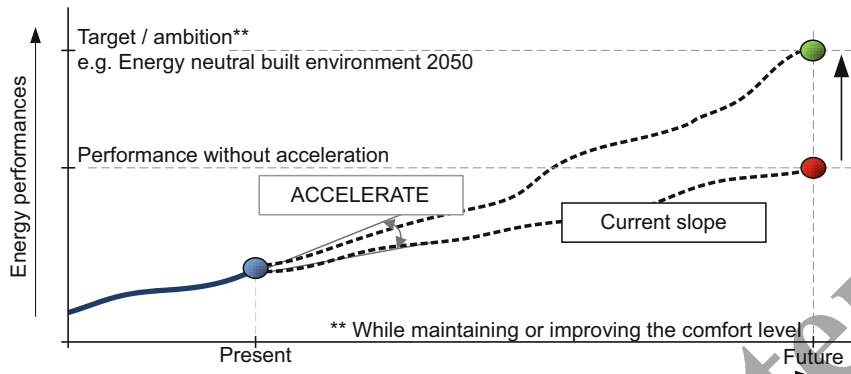 Target / ambition**
e.g. Energy neutral built environment 2050
Energy performances
Performance without acceleration
ACCELERATE
Current slope
** While maintaining or improving the comfort level
Present
Future